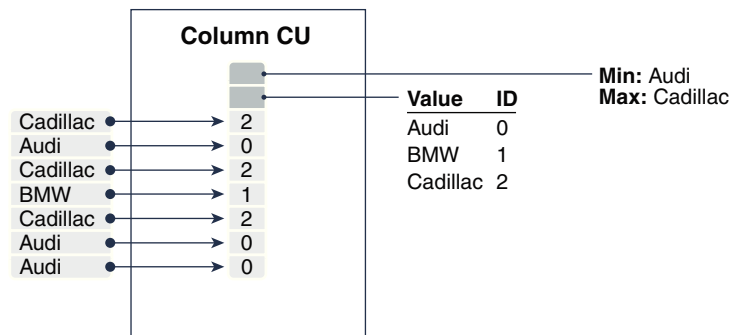 Column CU
Min: Audi
Max: Cadillac
Value ID
Audi 0
BMW 1
Cadillac 2
Cadillac 2
Audi 0
Cadillac 2
BMW 1
Cadillac 2
Audi 0
Audi 0